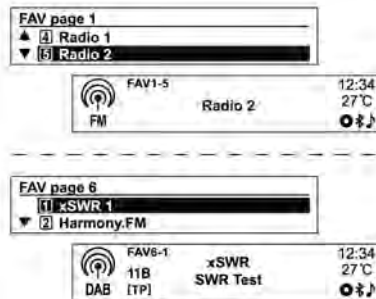 FAV page 1
▲ 4 Radio 1
▼ 5 Radio 2
FAV1-5 12:34
Radio 2 27°C
FM
FAV page 6
1 xSWR 1
▼ 2 Harmony.FM
FAV6-1 xSWR 12:34
11B SWR Test 27°C
DAB [TP]